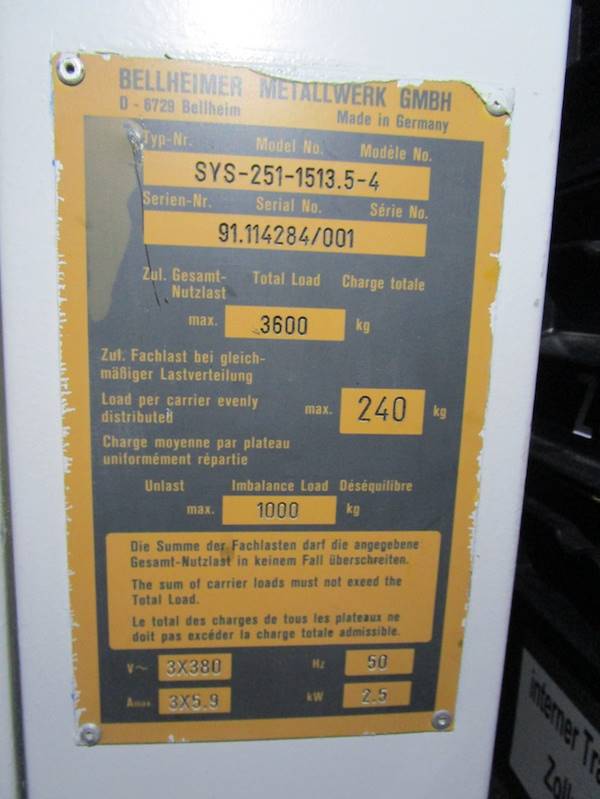 BELLHEIMER METALLWERK GMBH
D - 6729 Bellheim Made in Germany
Typ-Nr. Model No. Modèle No.
SYS-251-1513.5-4
Serien-Nr. Serial No. Série No.
91.114284/001
Zul. Gesamt- Total Load Charge totale
Nutzlast
max. 3600 kg
Zul. Fachlast bei gleich-
mäßiger Lastverteilung
Load per carrier evenly
distributed max. 240 kg
Charge moyenne par plateau
uniformément répartie
Unlast Imbalance Load Déséquilibre
max. 1000 kg
Die Summe der Fachlasten darf die angegebene
Gesamt-Nutzlast in keinem Fall überschreiten.
The sum of carrier loads must not exceed the
Total Load.
Le total des charges de tous les plateaux ne
doit pas excéder la charge totale admissible.
V~ 3X380 Hz 50
Amax 3X5.9 kW 2.5
interner